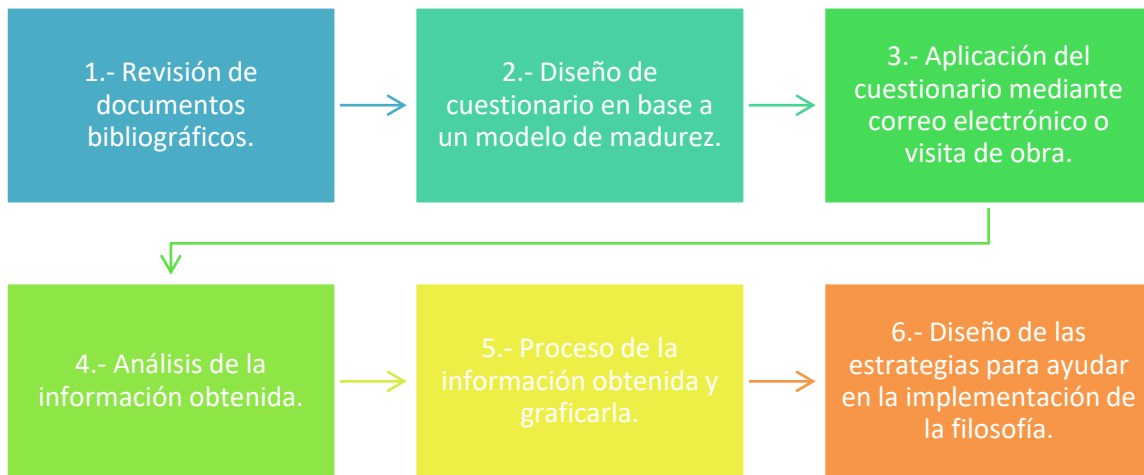 1.- Revisión de
documentos
bibliográficos.
2.- Diseño de
cuestionario en base a
un modelo de madurez.
3.- Aplicación del
cuestionario mediante
correo electrónico o
visita de obra.
4.- Análisis de la
información obtenida.
5.- Proceso de la
información obtenida y
graficarla.
6.- Diseño de las
estrategias para ayudar
en la implementación de
la filosofía.